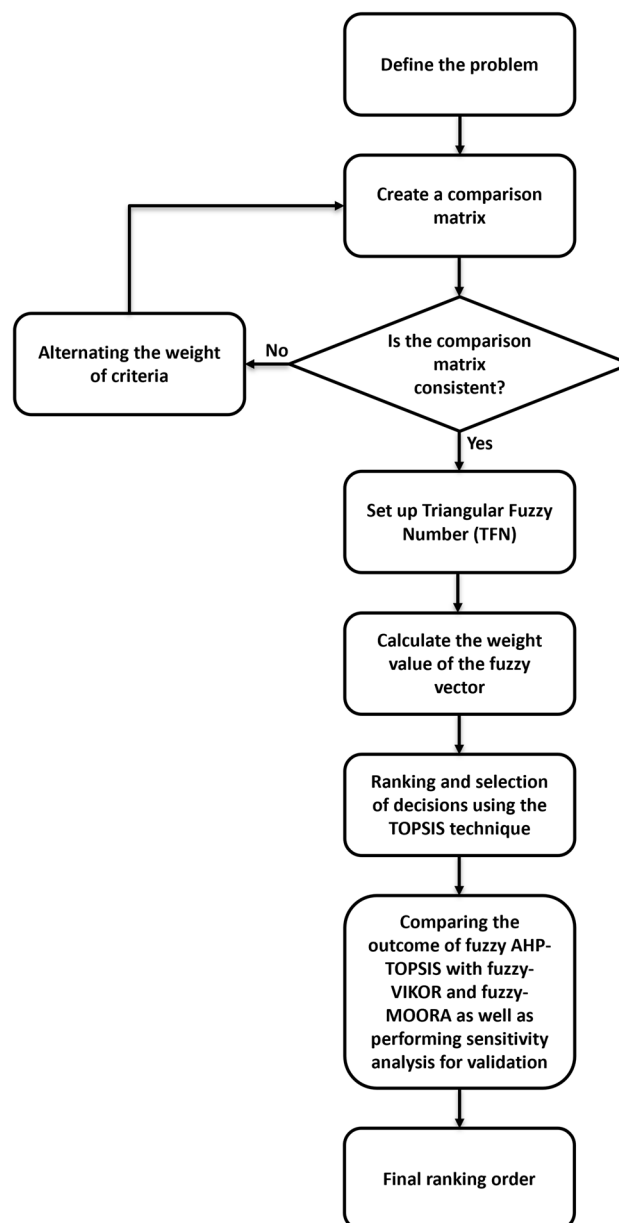 Define the problem
Create a comparison
matrix
Is the comparison
matrix
consistent?
No
Alternating the weight
of criteria
Yes
Set up Triangular Fuzzy
Number (TFN)
Calculate the weight
value of the fuzzy
vector
Ranking and selection
of decisions using the
TOPSIS technique
Comparing the
outcome of fuzzy AHP-
TOPSIS with fuzzy-
VIKOR and fuzzy-
MOORA as well as
performing sensitivity
analysis for validation
Final ranking order